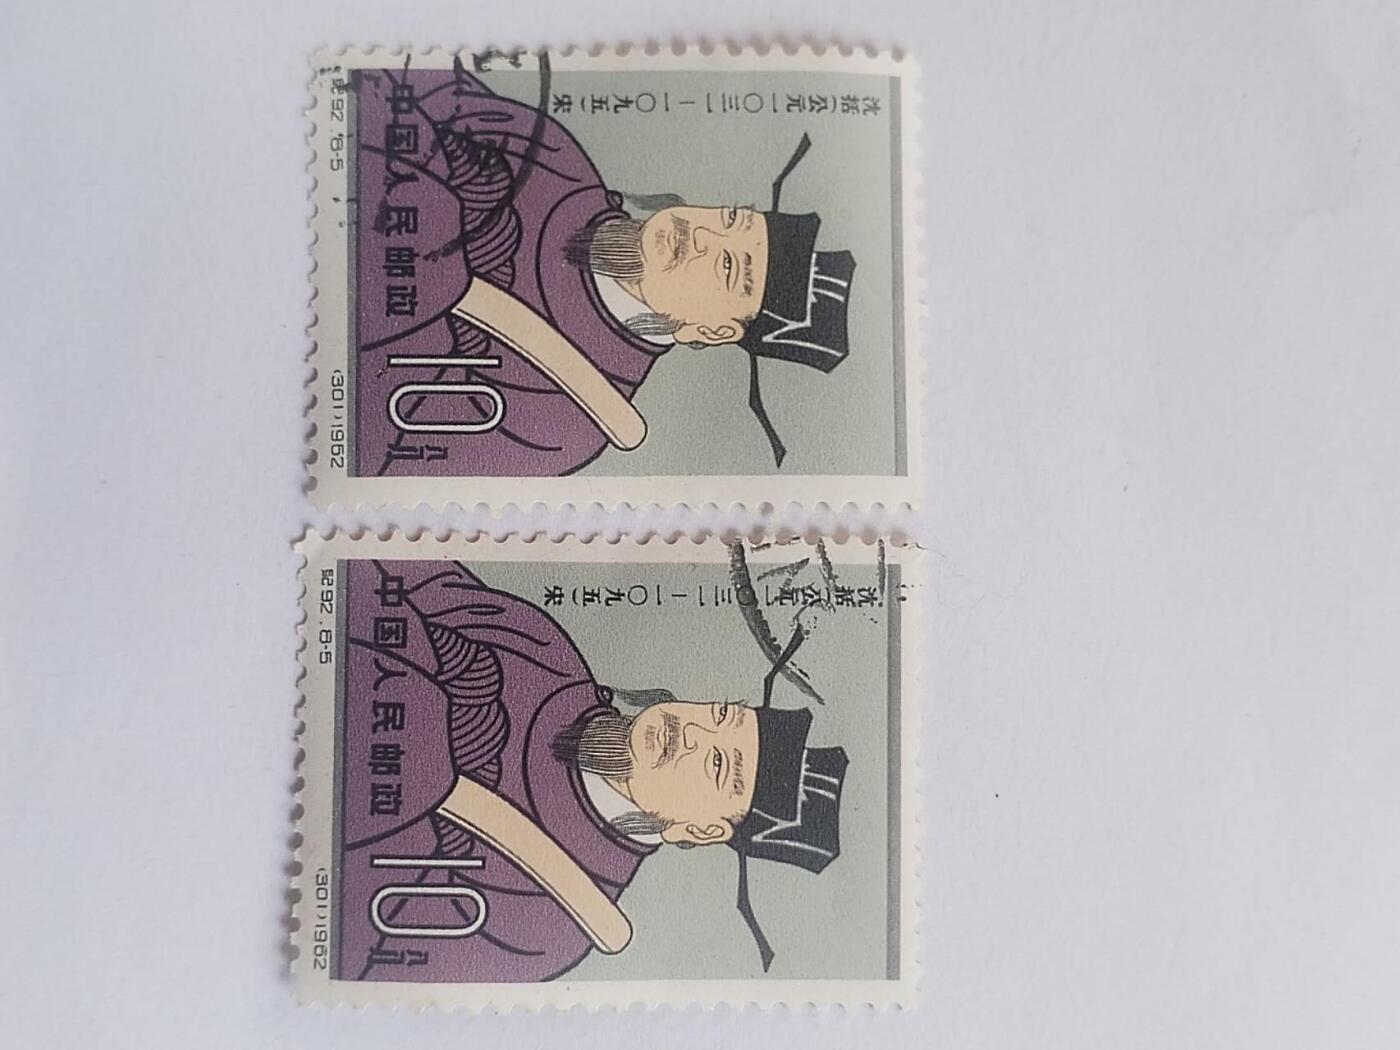 沈括(公元一〇三一—一〇九五)宋
中国人民邮政
10分
纪92.8-5
(301)1962
沈括(公元一〇三一—一〇九五)宋
中国人民邮政
10分
纪92.8-5
(301)1962